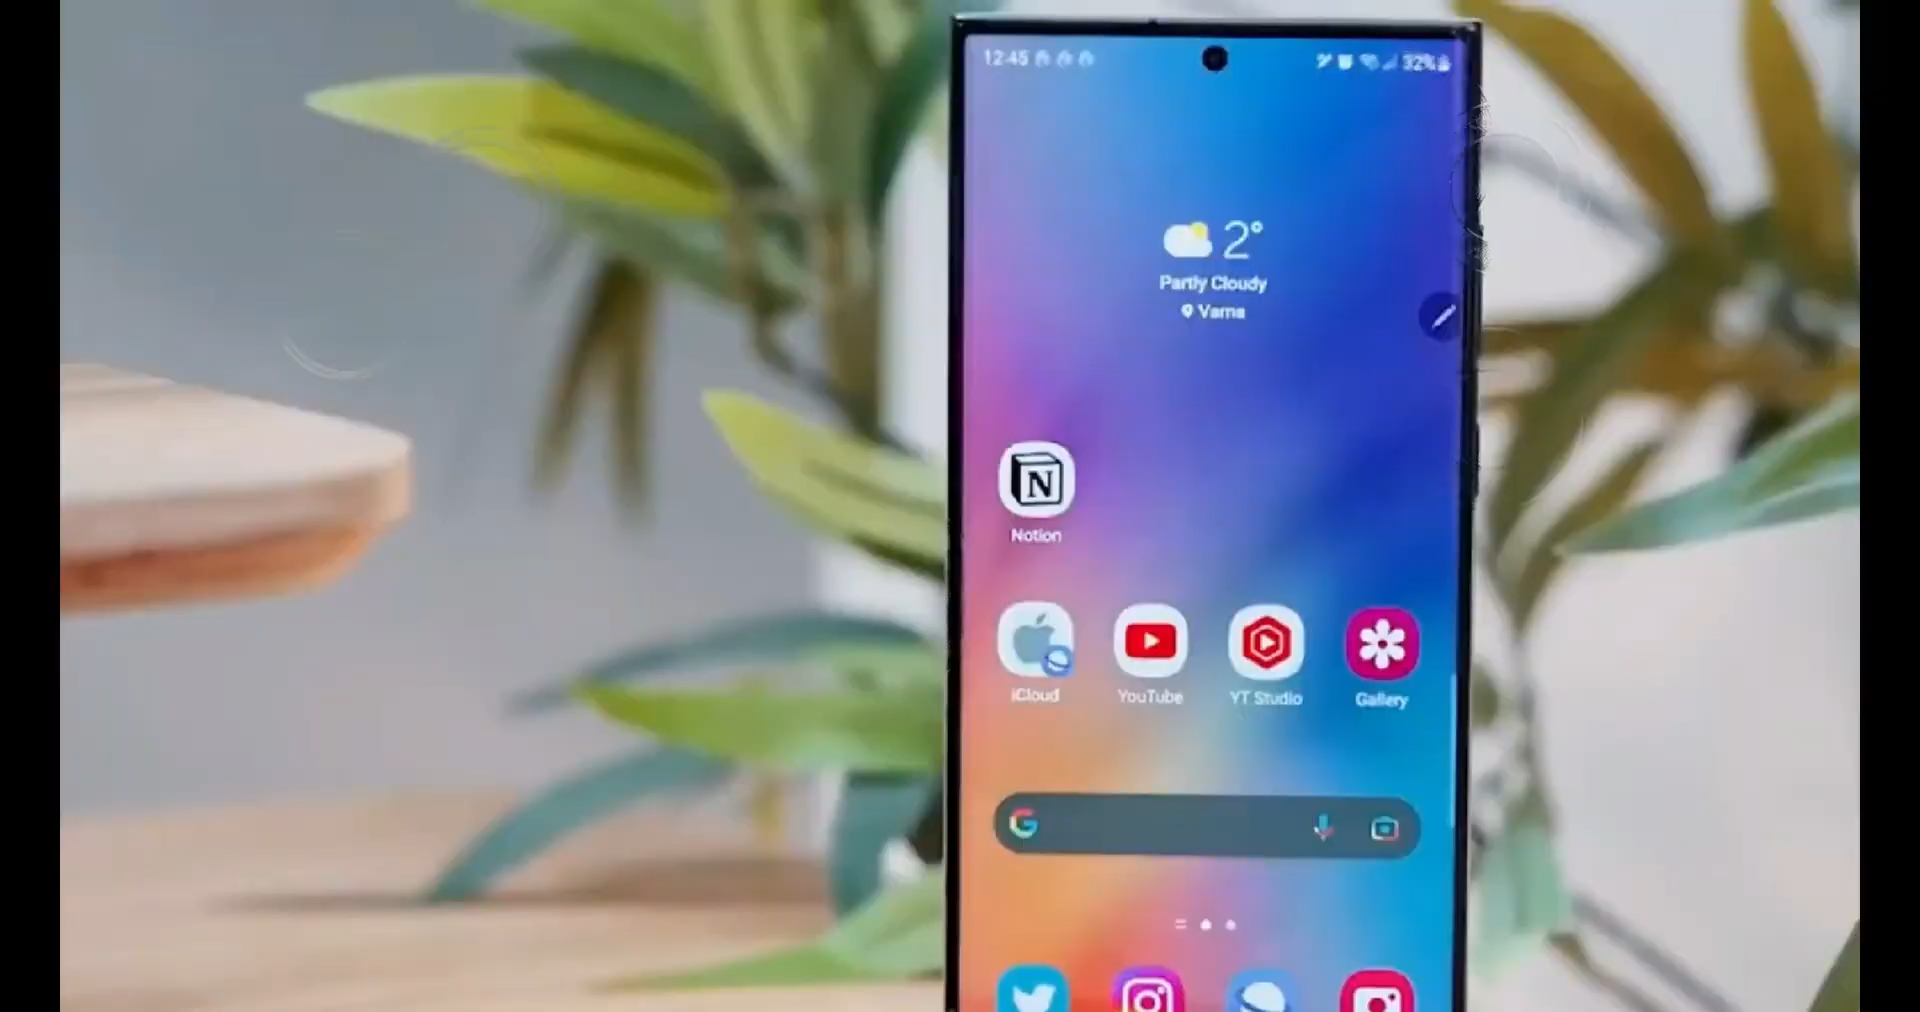 12:45
32%
2°
Partly Cloudy
Varna
N
Notion
iCloud
YouTube
YT Studio
Gallery
G